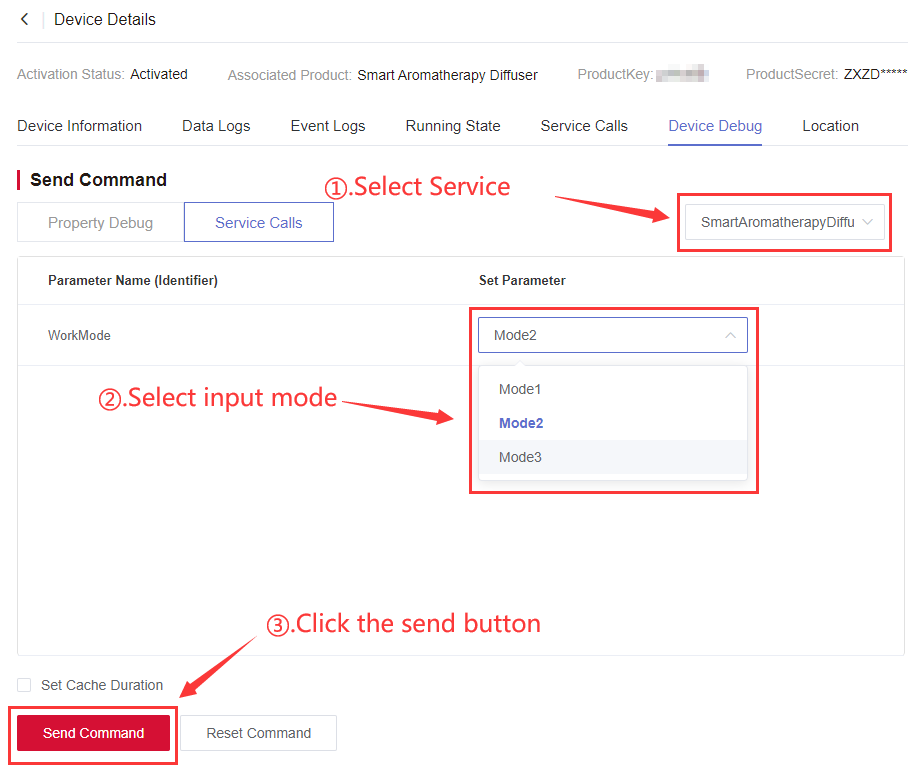 Device Details
Activation Status: Activated Associated Product: Smart Aromatherapy Diffuser ProductKey: ProductSecret: ZXZD*****
Device Information Data Logs Event Logs Running State Service Calls Device Debug Location
Send Command
①.Select Service
Property Debug Service Calls SmartAromatherapyDiffu
Parameter Name (Identifier) Set Parameter
WorkMode Mode2
Mode1
②.Select input mode
Mode2
Mode3
③.Click the send button
Set Cache Duration
Send Command Reset Command